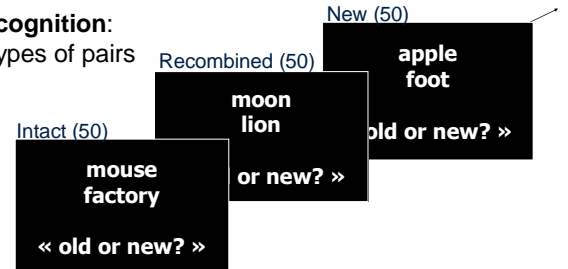 cognition:
ypes of pairs
New (50)
apple
foot
old or new? »
Recombined (50)
moon
lion
or new? »
Intact (50)
mouse
factory
« old or new? »